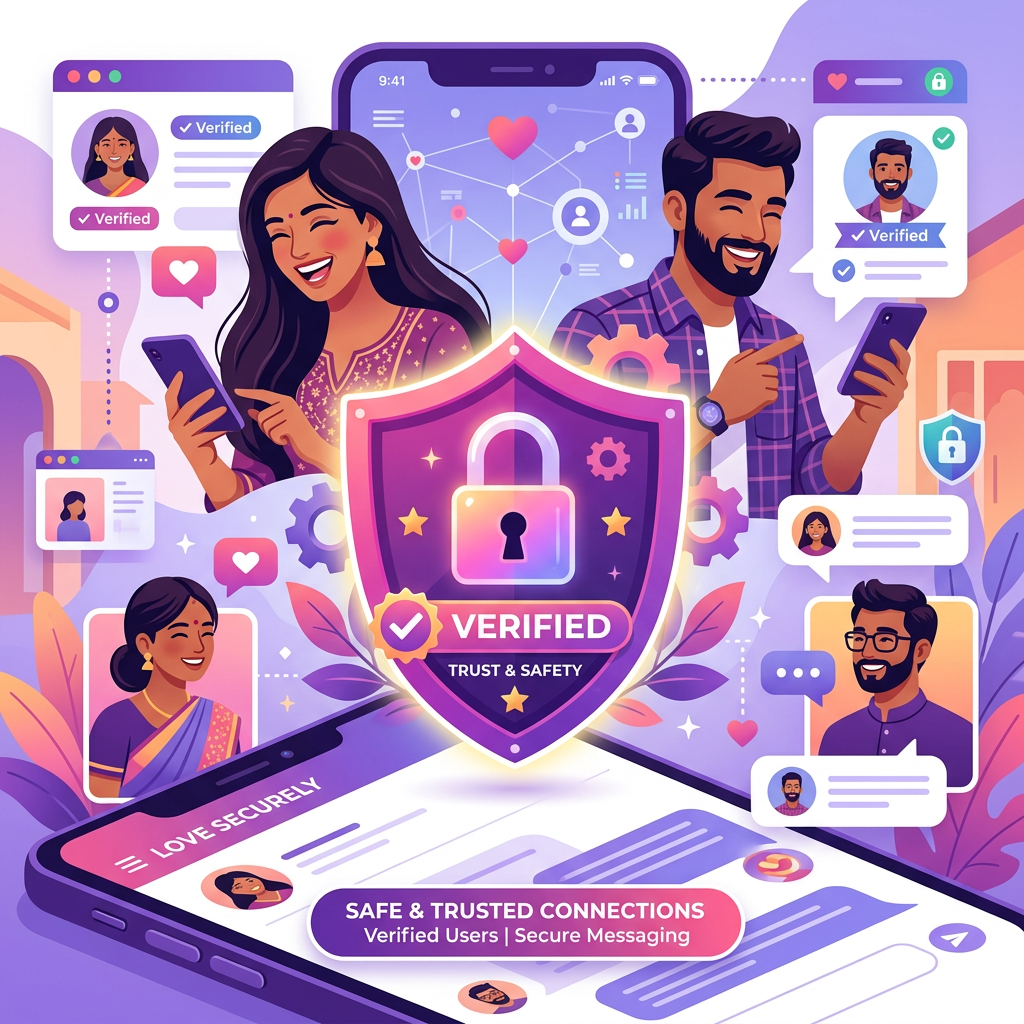 9:41
✓ Verified
✓ Verified
✓ Verified
VERIFIED
TRUST & SAFETY
LOVE SECURELY
SAFE & TRUSTED CONNECTIONS
Verified Users | Secure Messaging